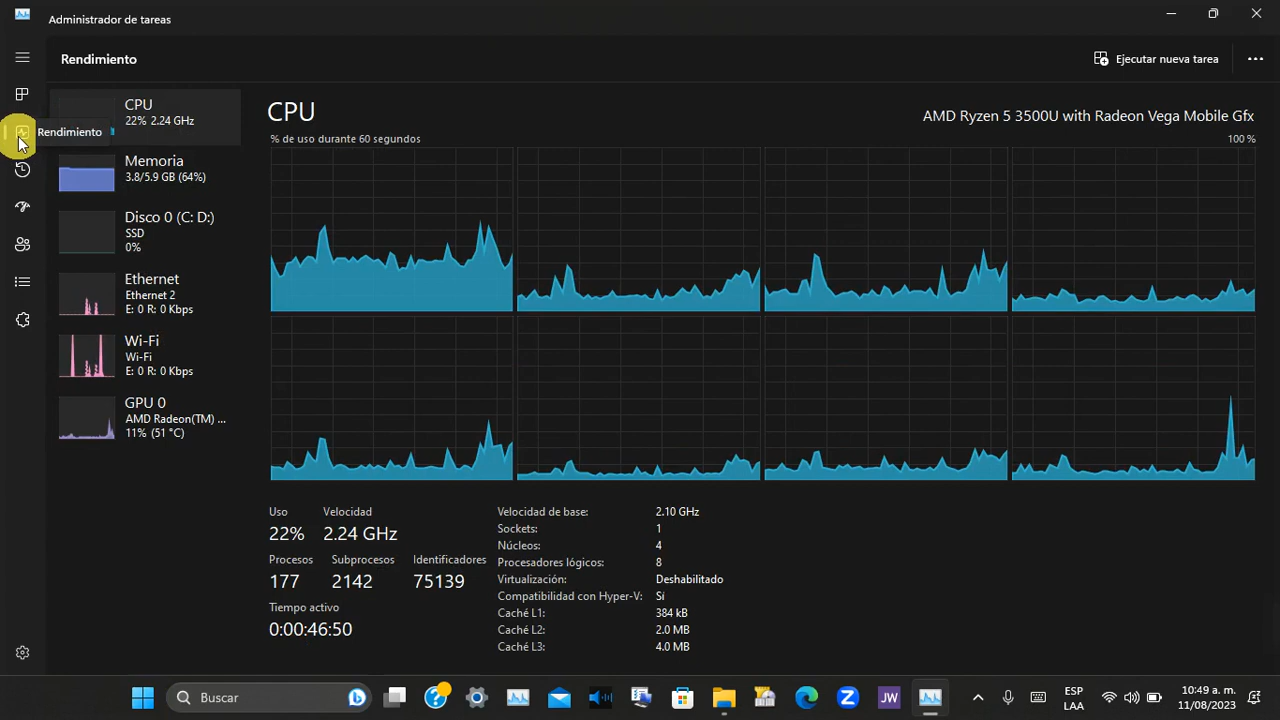 Administrador de tareas
Rendimiento
Ejecutar nueva tarea
Rendimiento
CPU
22% 2.24 GHz
Memoria
3.8/5.9 GB (64%)
Disco 0 (C: D:)
SSD
0%
Ethernet
Ethernet 2
E: 0 R: 0 Kbps
Wi-Fi
Wi-Fi
E: 0 R: 0 Kbps
GPU 0
AMD Radeon(TM) ...
11% (51 °C)
CPU
AMD Ryzen 5 3500U with Radeon Vega Mobile Gfx
% de uso durante 60 segundos
100 %
Uso
22%
Velocidad
2.24 GHz
Procesos
177
Subprocesos
2142
Identificadores
75139
Tiempo activo
0:00:46:50
Velocidad de base: 2.10 GHz
Sockets: 1
Núcleos: 4
Procesadores lógicos: 8
Virtualización: Deshabilitado
Compatibilidad con Hyper-V: Sí
Caché L1: 384 kB
Caché L2: 2.0 MB
Caché L3: 4.0 MB
Buscar
JW
ESP
LAA
10:49 a. m.
11/08/2023